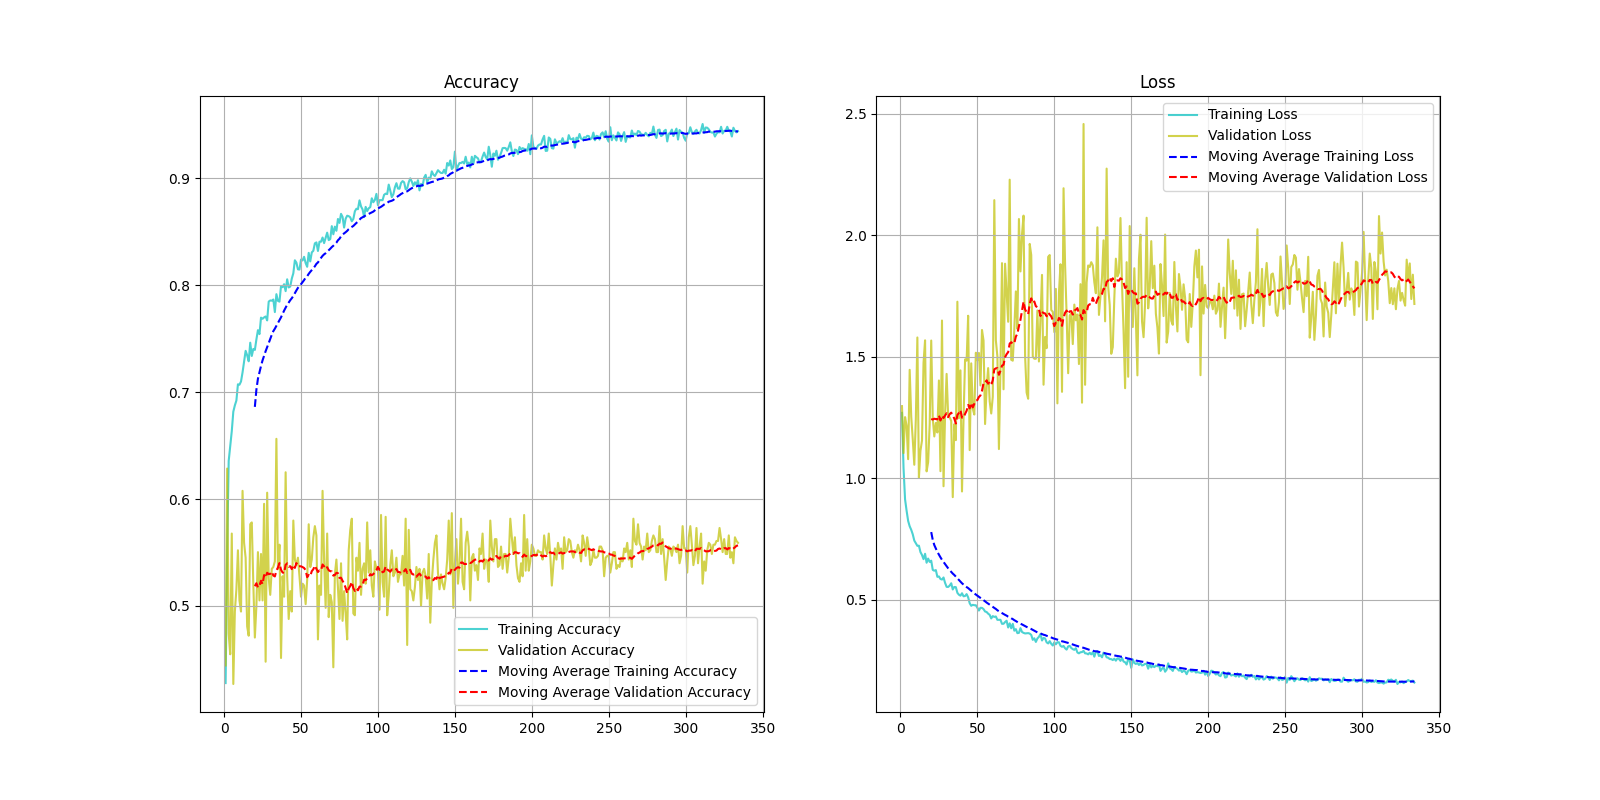 Accuracy
0.9
0.8
0.7
0.6
0.5
0 50 100 150 200 250 300 350
Training Accuracy
Validation Accuracy
Moving Average Training Accuracy
Moving Average Validation Accuracy
Loss
2.5
2.0
1.5
1.0
0.5
0 50 100 150 200 250 300 350
Training Loss
Validation Loss
Moving Average Training Loss
Moving Average Validation Loss